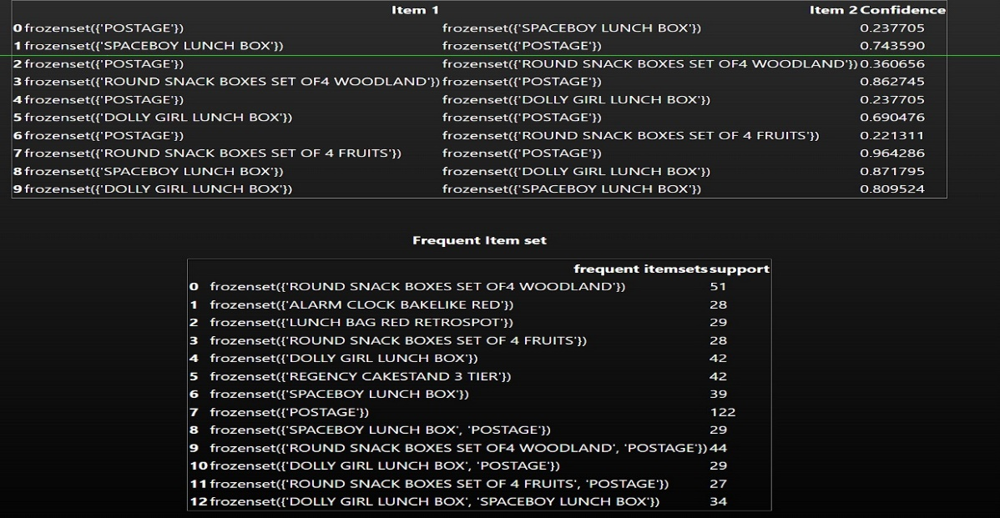 Item 1 Item 2 Confidence
0 frozenset({'POSTAGE'}) frozenset({'SPACEBOY LUNCH BOX'}) 0.237705
1 frozenset({'SPACEBOY LUNCH BOX'}) frozenset({'POSTAGE'}) 0.743590
2 frozenset({'POSTAGE'}) frozenset({'ROUND SNACK BOXES SET OF4 WOODLAND'}) 0.360656
3 frozenset({'ROUND SNACK BOXES SET OF4 WOODLAND'}) frozenset({'POSTAGE'}) 0.862745
4 frozenset({'POSTAGE'}) frozenset({'DOLLY GIRL LUNCH BOX'}) 0.237705
5 frozenset({'DOLLY GIRL LUNCH BOX'}) frozenset({'POSTAGE'}) 0.690476
6 frozenset({'POSTAGE'}) frozenset({'ROUND SNACK BOXES SET OF 4 FRUITS'}) 0.221311
7 frozenset({'ROUND SNACK BOXES SET OF 4 FRUITS'}) frozenset({'POSTAGE'}) 0.964286
8 frozenset({'SPACEBOY LUNCH BOX'}) frozenset({'DOLLY GIRL LUNCH BOX'}) 0.871795
9 frozenset({'DOLLY GIRL LUNCH BOX'}) frozenset({'SPACEBOY LUNCH BOX'}) 0.809524
Frequent Item set
frequent itemsets support
0 frozenset({'ROUND SNACK BOXES SET OF4 WOODLAND'}) 51
1 frozenset({'ALARM CLOCK BAKELIKE RED'}) 28
2 frozenset({'LUNCH BAG RED RETROSPOT'}) 29
3 frozenset({'ROUND SNACK BOXES SET OF 4 FRUITS'}) 28
4 frozenset({'DOLLY GIRL LUNCH BOX'}) 42
5 frozenset({'REGENCY CAKESTAND 3 TIER'}) 42
6 frozenset({'SPACEBOY LUNCH BOX'}) 39
7 frozenset({'POSTAGE'}) 122
8 frozenset({'SPACEBOY LUNCH BOX', 'POSTAGE'}) 29
9 frozenset({'ROUND SNACK BOXES SET OF4 WOODLAND', 'POSTAGE'}) 44
10 frozenset({'DOLLY GIRL LUNCH BOX', 'POSTAGE'}) 29
11 frozenset({'ROUND SNACK BOXES SET OF 4 FRUITS', 'POSTAGE'}) 27
12 frozenset({'DOLLY GIRL LUNCH BOX', 'SPACEBOY LUNCH BOX'}) 34